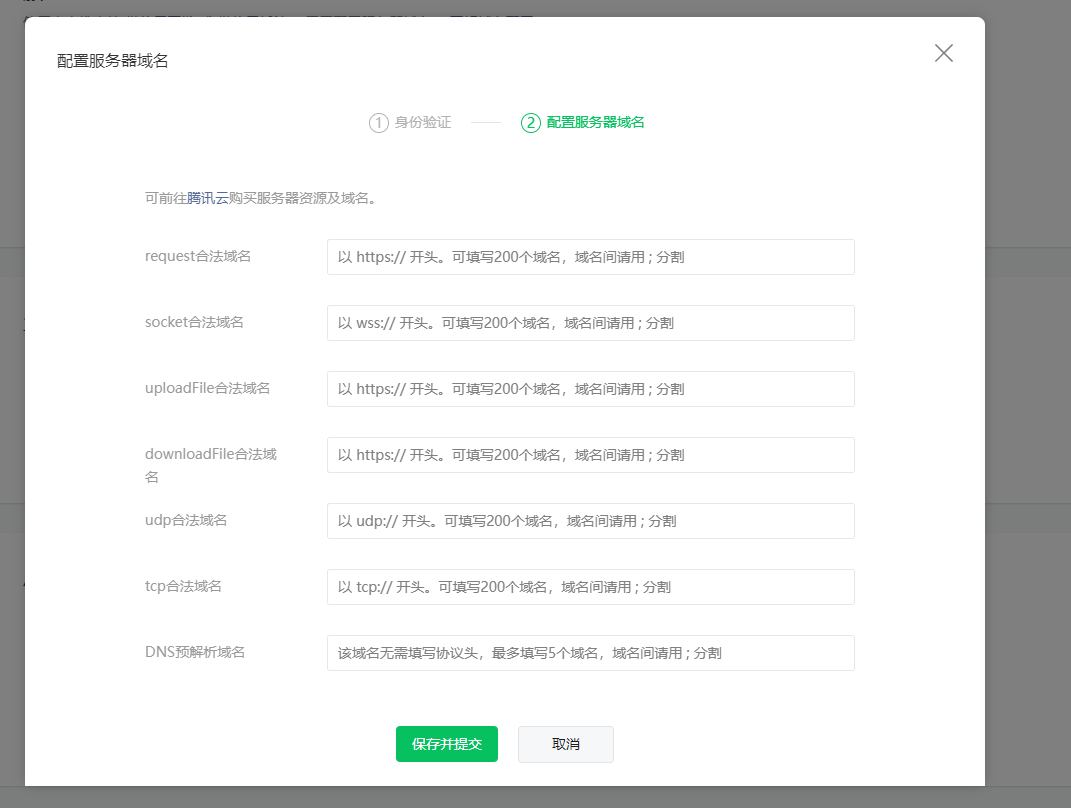 配置服务器域名
1 身份验证
2 配置服务器域名
可前往腾讯云购买服务器资源及域名。
request合法域名
以 https:// 开头。可填写200个域名，域名间请用 ; 分割
socket合法域名
以 wss:// 开头。可填写200个域名，域名间请用 ; 分割
uploadFile合法域名
以 https:// 开头。可填写200个域名，域名间请用 ; 分割
downloadFile合法域
名
以 https:// 开头。可填写200个域名，域名间请用 ; 分割
udp合法域名
以 udp:// 开头。可填写200个域名，域名间请用 ; 分割
tcp合法域名
以 tcp:// 开头。可填写200个域名，域名间请用 ; 分割
DNS预解析域名
该域名无需填写协议头，最多填写5个域名，域名间请用 ; 分割
保存并提交
取消